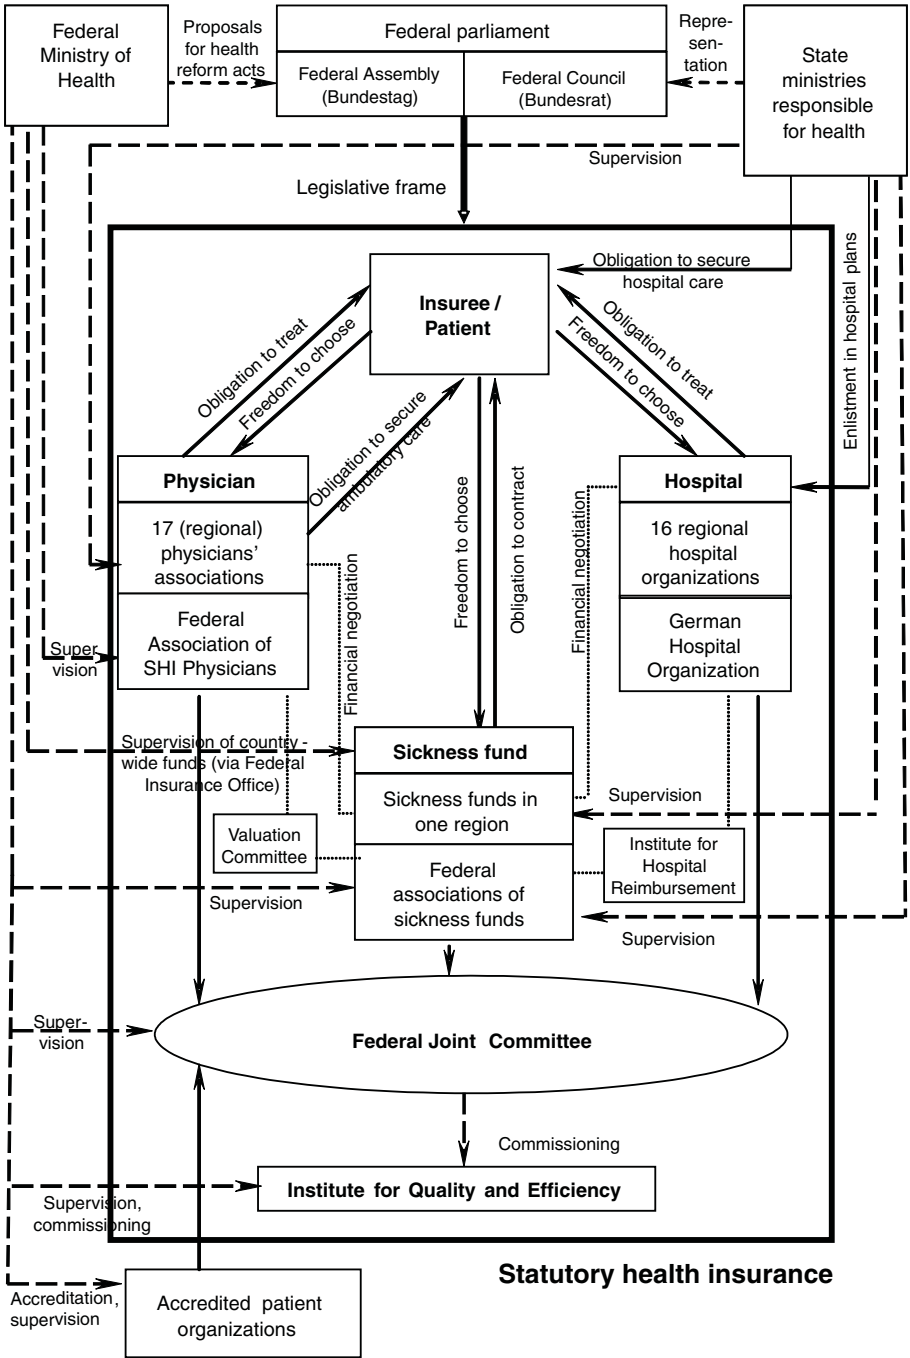 Federal
Ministry of
Health
Proposals
for health
reform acts
Federal parliament
Federal Assembly
(Bundestag)
Federal Council
(Bundesrat)
Repre-
sen-
tation
State
ministries
responsible
for health
Supervision
Legislative frame
Insuree /
Patient
Obligation to secure
hospital care
Enlistment in hospital plans
Obligation to treat
Freedom to choose
Obligation to secure
ambulatory care
Freedom to choose
Obligation to treat
Freedom to choose
Obligation to contract
Physician
17 (regional)
physicians’
associations
Federal
Association of
SHI Physicians
Financial negotiation
Financial negotiation
Hospital
16 regional
hospital
organizations
German
Hospital
Organization
Super
vision
Supervision of country -
wide funds (via Federal
Insurance Office)
Sickness fund
Sickness funds in
one region
Federal
associations of
sickness funds
Supervision
Valuation
Committee
Institute for
Hospital
Reimbursement
Supervision
Supervision
Super-
vision
Federal Joint Committee
Commissioning
Institute for Quality and Efficiency
Supervision,
commissioning
Statutory health insurance
Accreditation,
supervision
Accredited patient
organizations